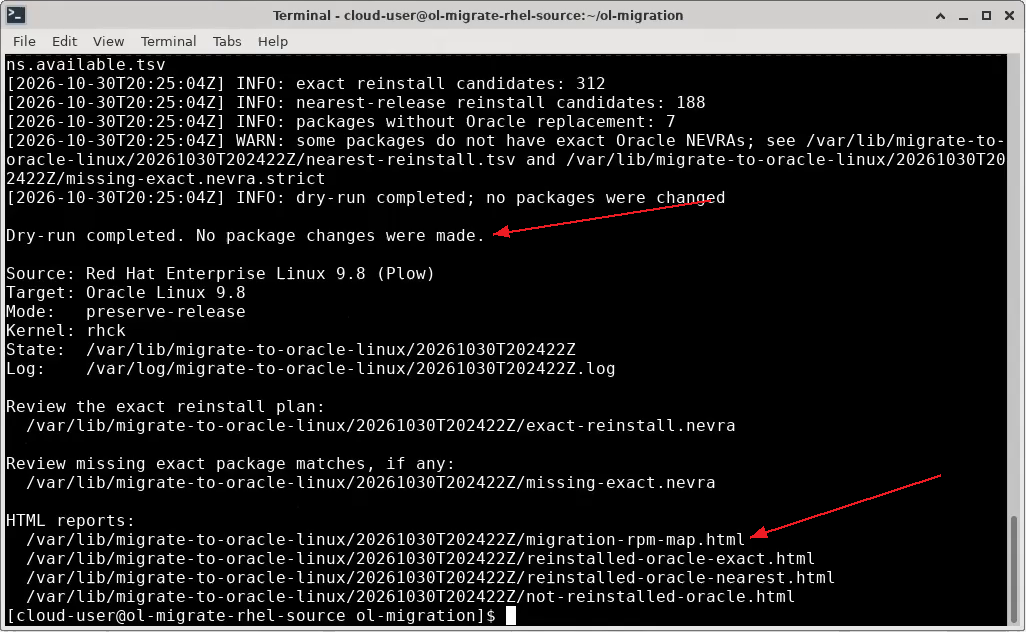 Terminal - cloud-user@ol-migrate-rhel-source:~/ol-migration
File Edit View Terminal Tabs Help
ns.available.tsv
[2026-10-30T20:25:04Z] INFO: exact reinstall candidates: 312
[2026-10-30T20:25:04Z] INFO: nearest-release reinstall candidates: 188
[2026-10-30T20:25:04Z] INFO: packages without Oracle replacement: 7
[2026-10-30T20:25:04Z] WARN: some packages do not have exact Oracle NEVRAs; see /var/lib/migrate-to-
oracle-linux/20261030T202422Z/nearest-reinstall.tsv and /var/lib/migrate-to-oracle-linux/20261030T20
2422Z/missing-exact.nevra.strict
[2026-10-30T20:25:04Z] INFO: dry-run completed; no packages were changed
Dry-run completed. No package changes were made.
Source: Red Hat Enterprise Linux 9.8 (Plow)
Target: Oracle Linux 9.8
Mode:   preserve-release
Kernel: rhck
State:  /var/lib/migrate-to-oracle-linux/20261030T202422Z
Log:    /var/log/migrate-to-oracle-linux/20261030T202422Z.log
Review the exact reinstall plan:
  /var/lib/migrate-to-oracle-linux/20261030T202422Z/exact-reinstall.nevra
Review missing exact package matches, if any:
  /var/lib/migrate-to-oracle-linux/20261030T202422Z/missing-exact.nevra
HTML reports:
  /var/lib/migrate-to-oracle-linux/20261030T202422Z/migration-rpm-map.html
  /var/lib/migrate-to-oracle-linux/20261030T202422Z/reinstalled-oracle-exact.html
  /var/lib/migrate-to-oracle-linux/20261030T202422Z/reinstalled-oracle-nearest.html
  /var/lib/migrate-to-oracle-linux/20261030T202422Z/not-reinstalled-oracle.html
[cloud-user@ol-migrate-rhel-source ol-migration]$